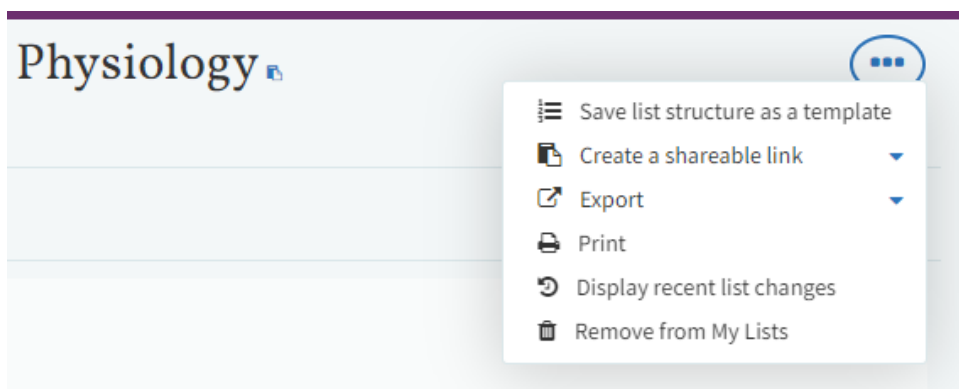 Physiology
Save list structure as a template
Create a shareable link
Export
Print
Display recent list changes
Remove from My Lists